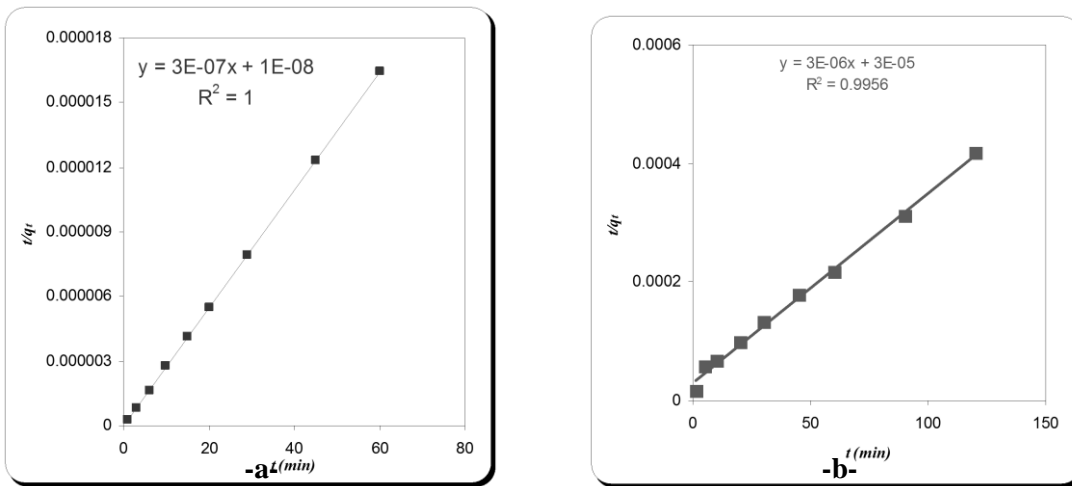 0.000018
0.000015
0.000012
0.000009
0.000006
0.000003
0
t/qt
y = 3E-07x + 1E-08
R2 = 1
0 20 40 60 80
t (min)
-a-
0.0006
0.0004
0.0002
0
t/qt
y = 3E-06x + 3E-05
R2 = 0.9956
0 50 100 150
t (min)
-b-